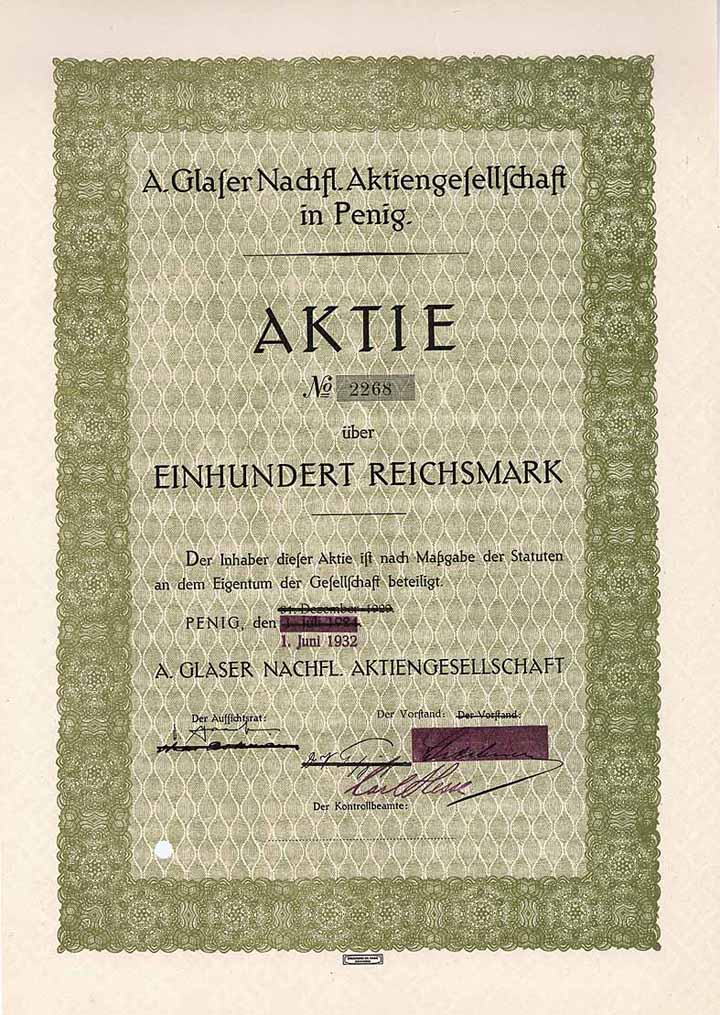 A. Glaſer Nachfl. Aktiengeſellſchaft
in Penig.
AKTIE
No 2268
über
EINHUNDERT REICHSMARK
Der Inhaber dieſer Aktie iſt nach Maßgabe der Statuten
an dem Eigentum der Geſellſchaft beteiligt.
31. Dezember 1929.
PENIG, den 1. Juli 1924.
1. Juni 1932
A. GLASER NACHFL. AKTIENGESELLSCHAFT
Der Aufſichtsrat:
Der Vorſtand: Der Vorſtand:
Carl Hesse
Der Kontrollbeamte: